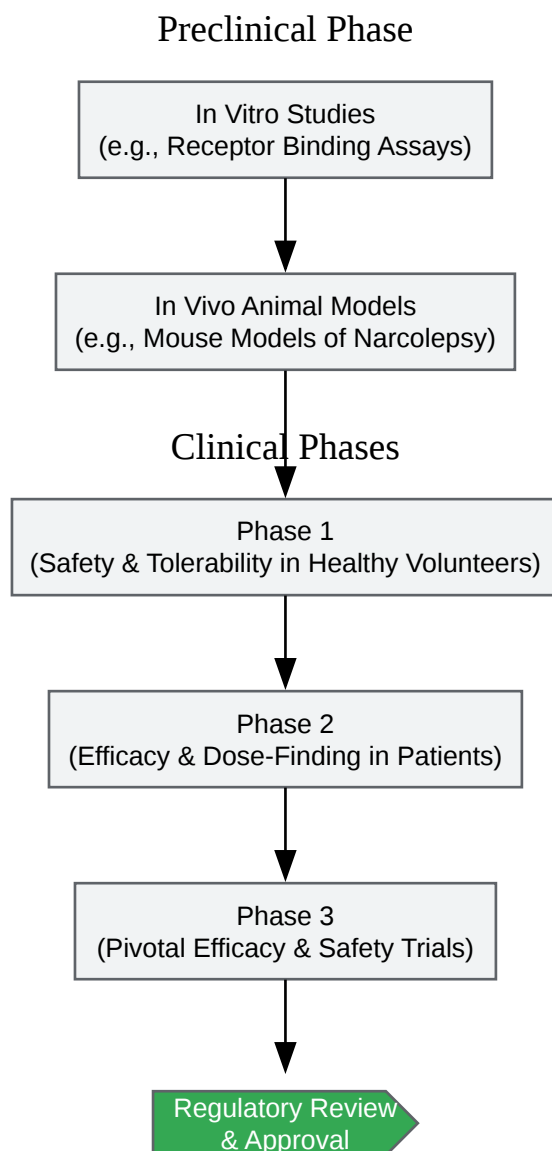 Preclinical Phase
In Vitro Studies
(e.g., Receptor Binding Assays)
In Vivo Animal Models
(e.g., Mouse Models of Narcolepsy)
Clinical Phases
Phase 1
(Safety & Tolerability in Healthy Volunteers)
Phase 2
(Efficacy & Dose-Finding in Patients)
Phase 3
(Pivotal Efficacy & Safety Trials)
Regulatory Review
& Approval